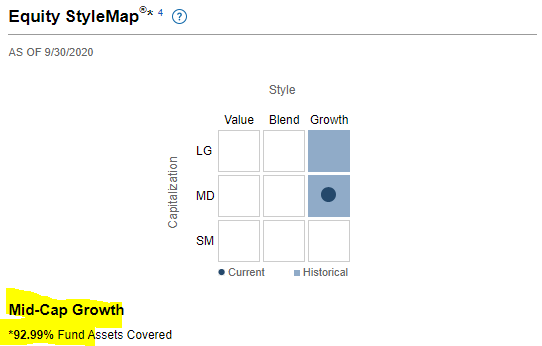 Equity StyleMap®* 4 ?
AS OF 9/30/2020
Style
Value Blend Growth
LG
MD
SM
Capitalization
Current Historical
Mid-Cap Growth
*92.99% Fund Assets Covered